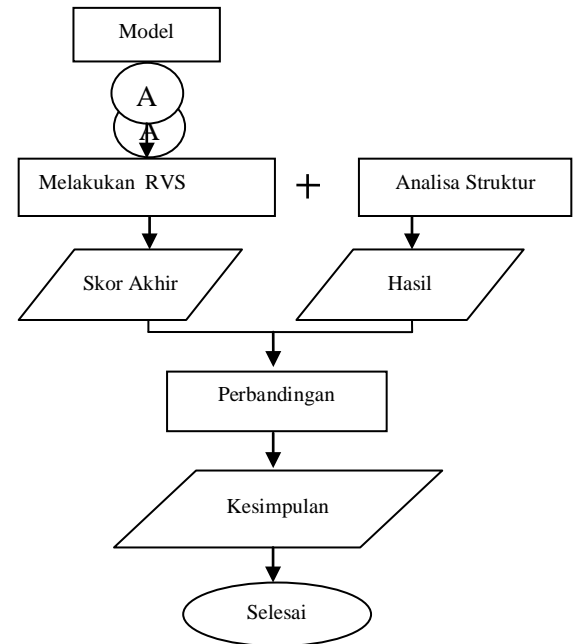 Model
A
A
Melakukan RVS + Analisa Struktur
Skor Akhir Hasil
Perbandingan
Kesimpulan
Selesai